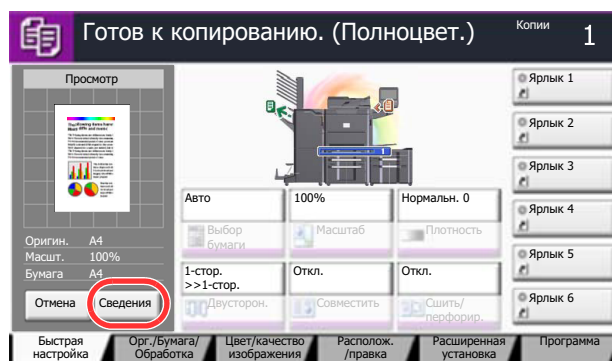 Готов к копированию. (Полноцвет.)
Копии
1
Просмотр
Оригин. A4
Масшт. 100%
Бумага A4
Отмена
Сведения
1
Авто
Выбор
бумаги
100%
Масштаб
Нормальн. 0
Плотность
1-стор.
>>1-стор.
Двусторон.
Откл.
Совместить
Откл.
Сшить/
перфорир.
Ярлык 1
Ярлык 2
Ярлык 3
Ярлык 4
Ярлык 5
Ярлык 6
Быстрая
настройка
Орг./Бумага/
Обработка
Цвет/качество
изображения
Располож.
/правка
Расширенная
установка
Программа